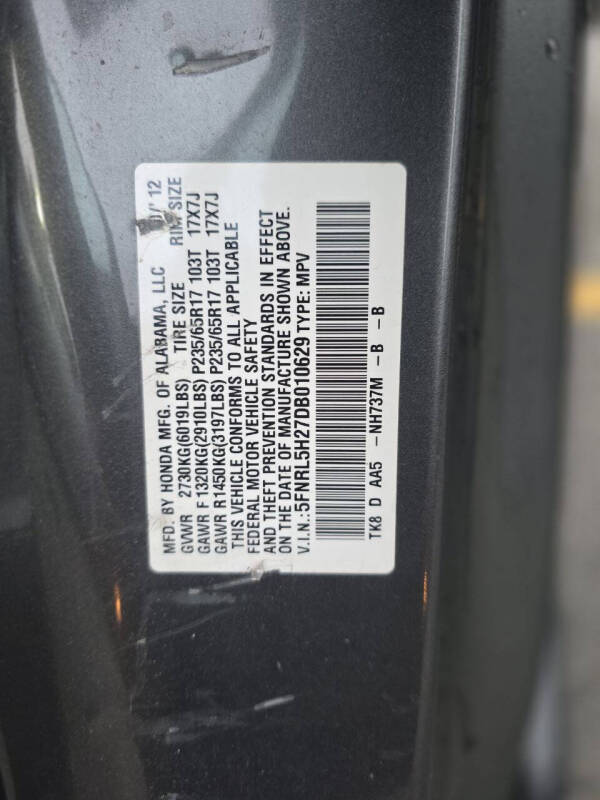 MFD. BY HONDA MFG. OF ALABAMA, LLC /'12
GVWR 2730KG(6019LBS) TIRE SIZE RIM SIZE
GAWR F 1320KG(2910LBS) P235/65R17 103T 17X7J
GAWR R 1450KG(3197LBS) P235/65R17 103T 17X7J
THIS VEHICLE CONFORMS TO ALL APPLICABLE
FEDERAL MOTOR VEHICLE SAFETY
AND THEFT PREVENTION STANDARDS IN EFFECT
ON THE DATE OF MANUFACTURE SHOWN ABOVE.
V.I.N.: 5FNRL5H27DB010629 TYPE: MPV
TK8 D AA5 -NH737M -B -B